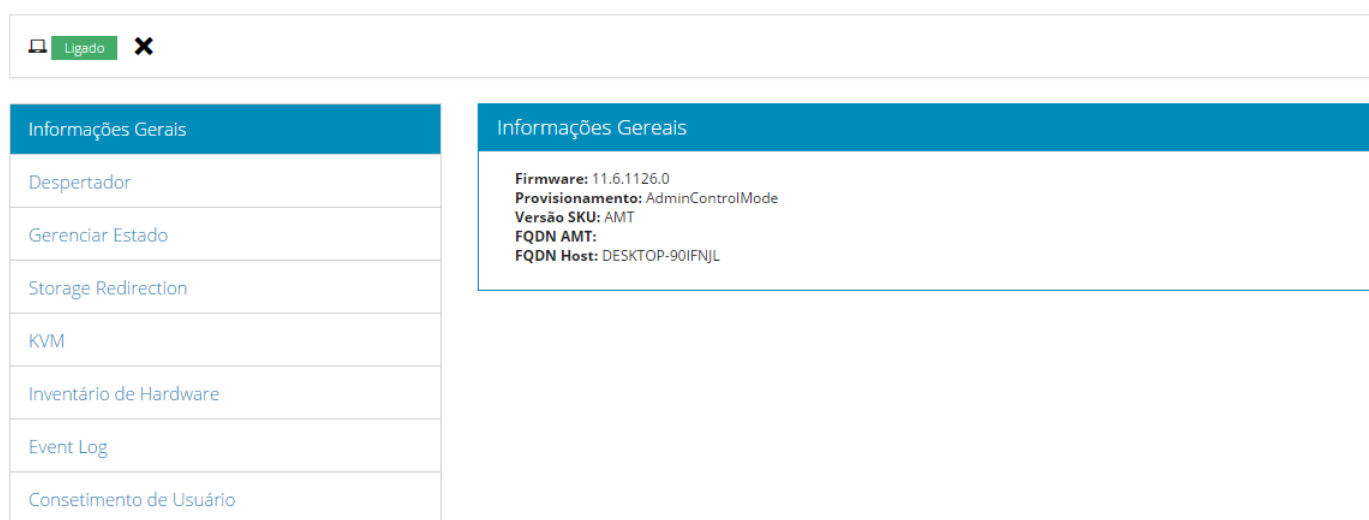 Ligado
Informações Gerais
Despertador
Gerenciar Estado
Storage Redirection
KVM
Inventário de Hardware
Event Log
Consetimento de Usuário
Informações Gereais
Firmware: 11.6.1126.0
Provisionamento: AdminControlMode
Versão SKU: AMT
FQDN AMT:
FQDN Host: DESKTOP-90IFNJL